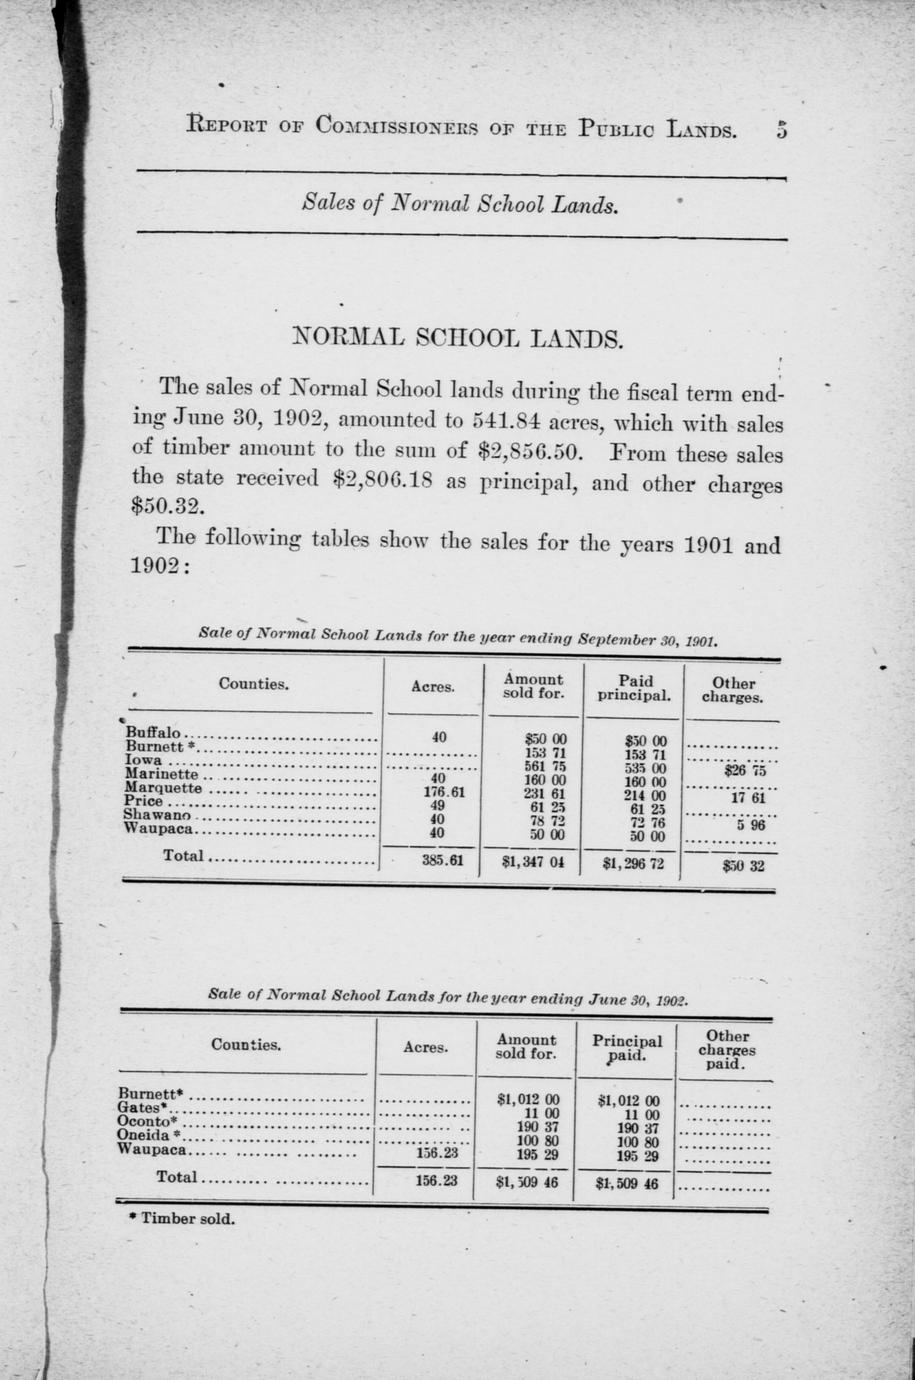 REPORT OF COMMISSIONERS OF THE PUBLIC LANDS. 5
Sales of Normal School Lands.
NORMAL SCHOOL LANDS.
The sales of Normal School lands during the fiscal term end-
ing June 30, 1902, amounted to 541.84 acres, which with sales
of timber amount to the sum of $2,856.50. From these sales
the state received $2,806.18 as principal, and other charges
$50.32.
The following tables show the sales for the years 1901 and
1902:
Sale of Normal School Lands for the year ending September 30, 1901.
Counties. Acres. Amount sold for. Paid principal. Other charges.
Buffalo 40 $50 00 $50 00
Burnett * 153 71 153 71
Iowa 561 75 535 00 $26 75
Marinette 40 160 00 160 00
Marquette 176.61 231 61 214 00 17 61
Price 49 61 25 61 25
Shawano 40 78 72 72 76 5 96
Waupaca 40 50 00 50 00
Total 385.61 $1,347 04 $1,296 72 $50 32
Sale of Normal School Lands for the year ending June 30, 1902.
Counties. Acres. Amount sold for. Principal paid. Other charges paid.
Burnett* $1,012 00 $1,012 00
Gates* 11 00 11 00
Oconto* 190 37 190 37
Oneida * 100 80 100 80
Waupaca 156.23 195 29 195 29
Total 156.23 $1,509 46 $1,509 46
* Timber sold.